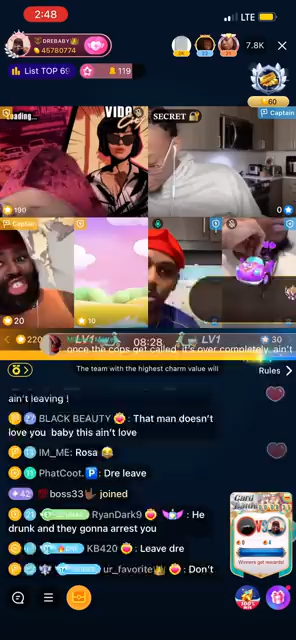 2:48
LTE
DREBABY
45780774
7.8K
List TOP 69
119
60
Loading...
VIBE
SECRET
Captain
190
0
Captain
20
10
220
LV1
08:28
LV1
30
once the cops get called, it's over completely, ain't
The team with the highest charm value will
Rules >
ain't leaving !
BLACK BEAUTY : That man doesn't
love you baby this ain't love
IM_ME: Rosa
PhatCoot. P : Dre leave
42 boss33 joined
RyanDark9 : He
drunk and they gonna arrest you
KB420 : Leave dre
ur_favorite : Don't
Card
VS
Winners get rewards!